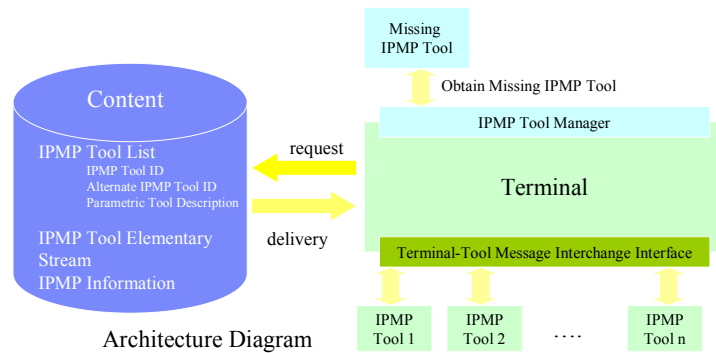 Missing
IPMP Tool
Obtain Missing IPMP Tool
Content
IPMP Tool List
IPMP Tool ID
Alternate IPMP Tool ID
Parametric Tool Description
IPMP Tool Elementary
Stream
IPMP Information
request
delivery
IPMP Tool Manager
Terminal
Terminal-Tool Message Interchange Interface
IPMP
Tool 1
IPMP
Tool 2
....
IPMP
Tool n
Architecture Diagram